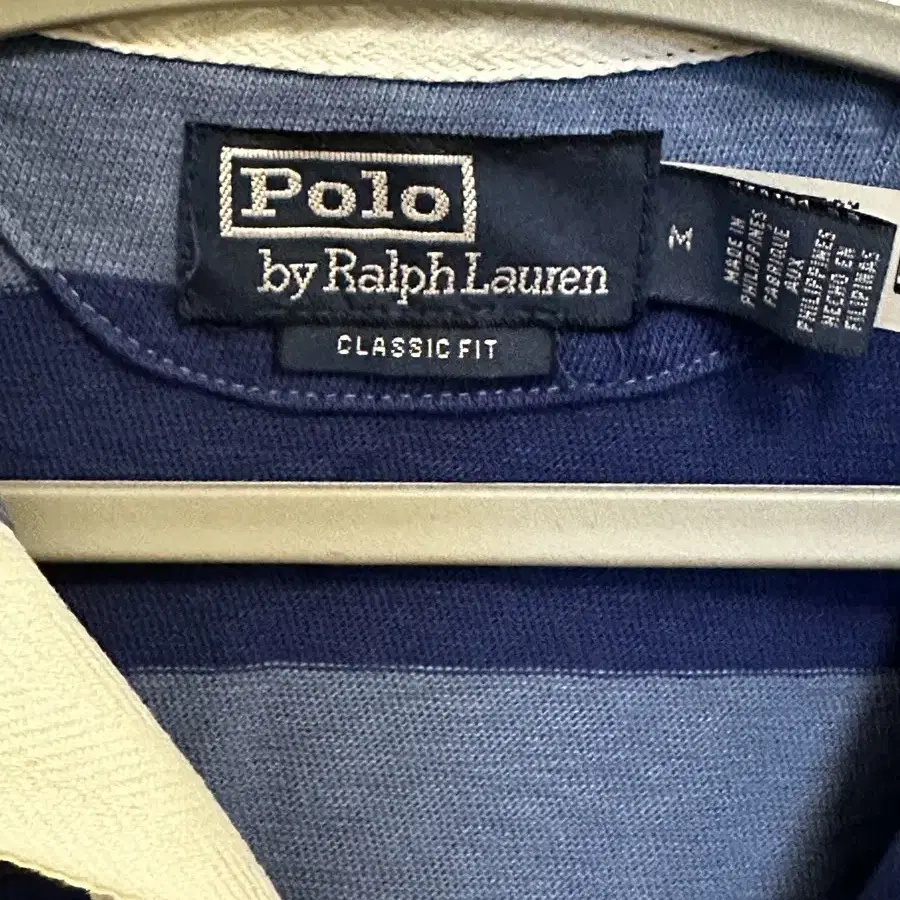 Polo
by Ralph Lauren
CLASSIC FIT
M
MADE IN
PHILIPPINES
FABRIQUE
AUX
PHILIPPINES
HECHO EN
FILIPINAS